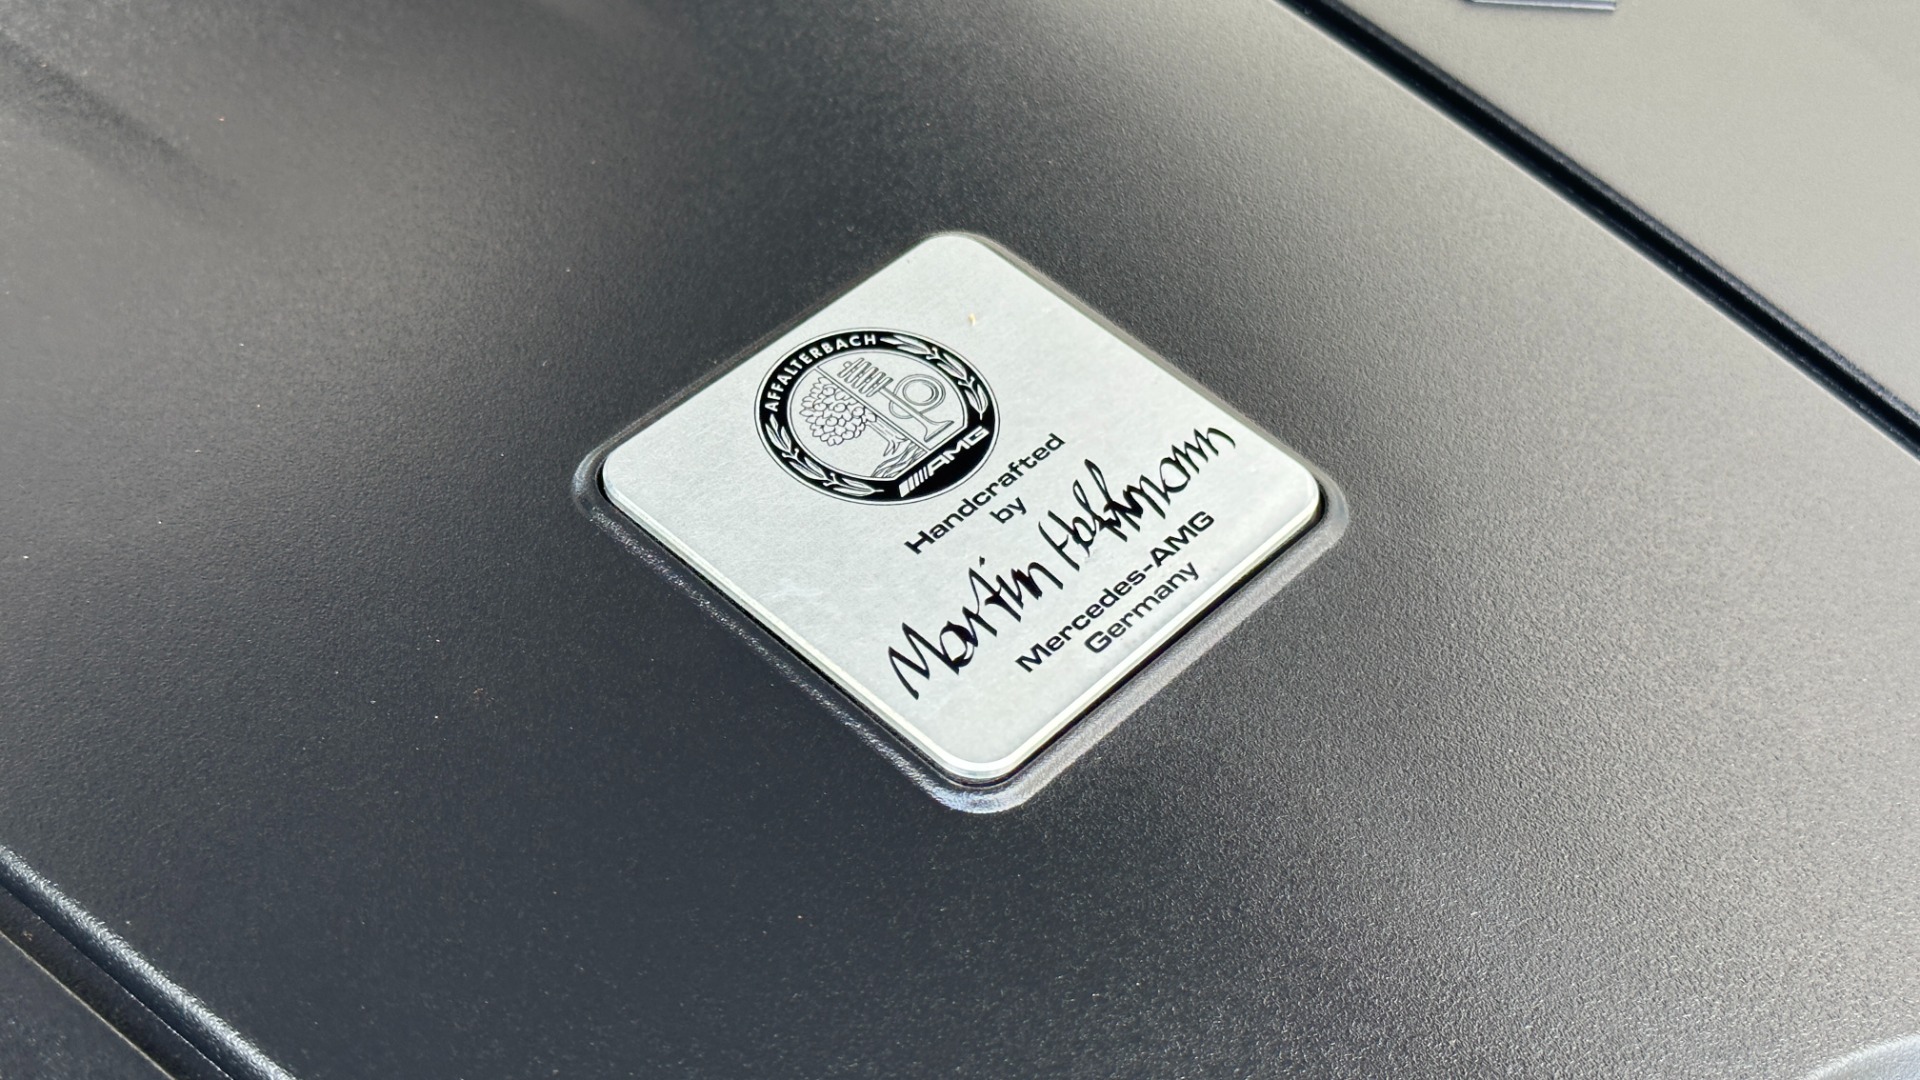 AFFALTERBACH
AMG
Handcrafted
by
Martin Hoffmann
Mercedes-AMG
Germany